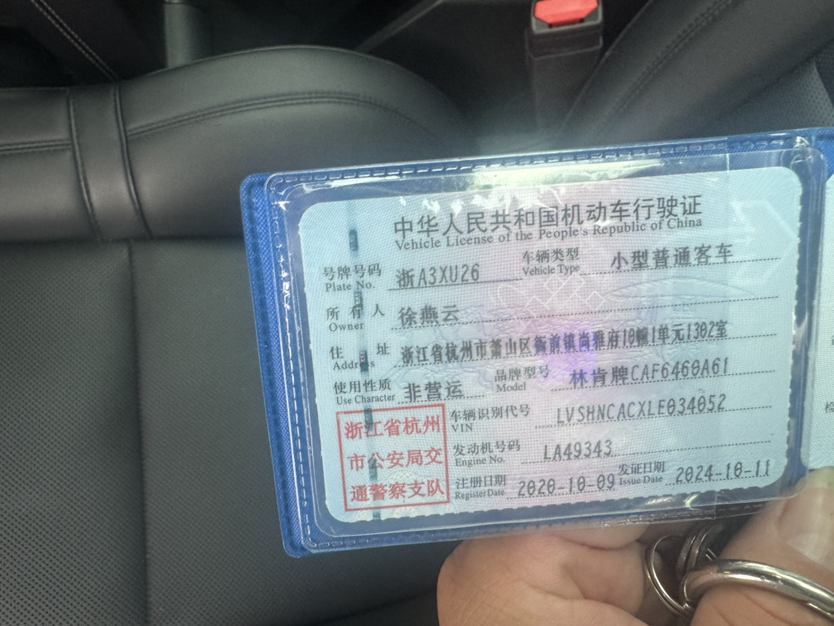 中华人民共和国机动车行驶证
Vehicle License of the People's Republic of China
号牌号码 浙A3XU26 车辆类型 小型普通客车
Plate No. Vehicle Type
所有人 徐燕云
Owner
住址 浙江省杭州市萧山区衙前镇尚雅府10幢1单元1302室
Address
使用性质 非营运 品牌型号 林肯牌CAF6460A61
Use Character Model
浙江省杭州
市公安局交
通警察支队
车辆识别代号 LVSHNCACXLE034052
VIN
发动机号码 LA49343
Engine No.
注册日期 2020-10-09 发证日期 2024-10-11
Register Date Issue Date